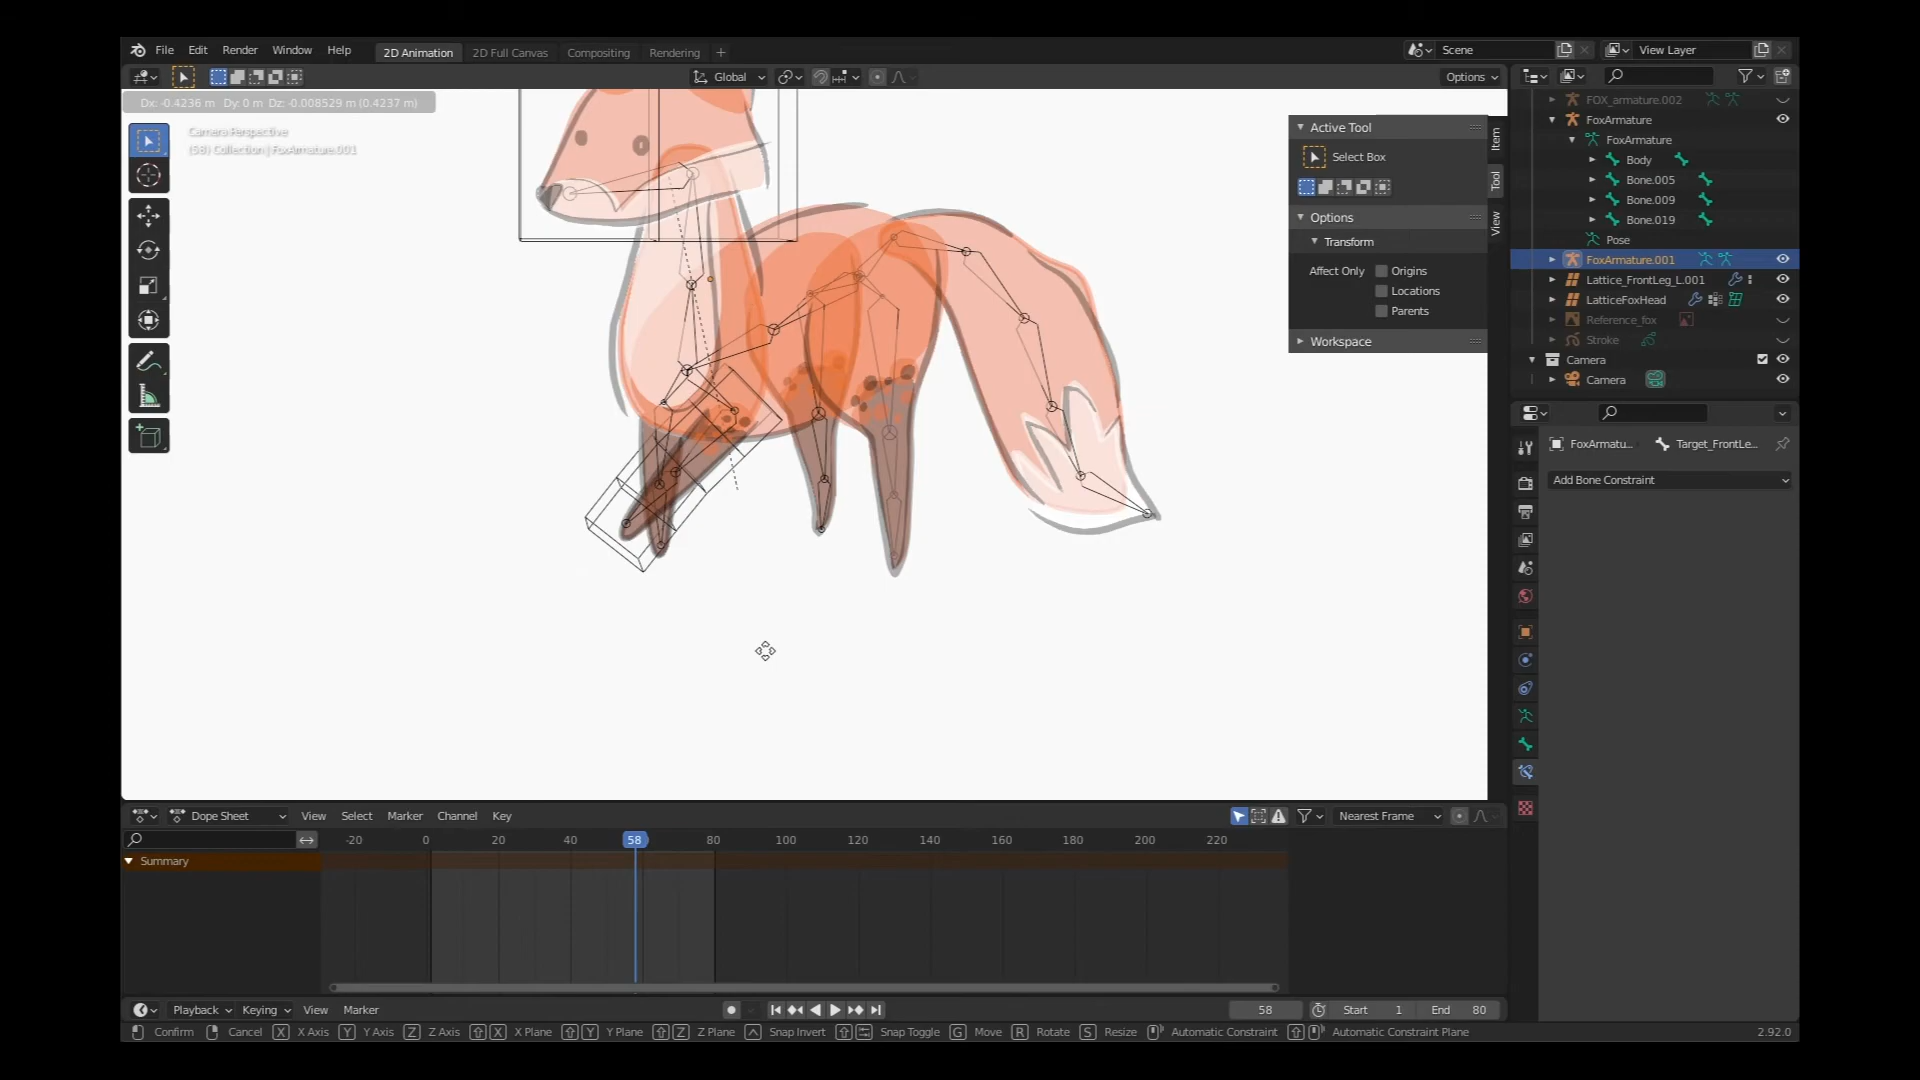 File Edit Render Window Help 2D Animation 2D Full Canvas Compositing Rendering + Scene View Layer
Global Options
Dx: -0.4236 m Dy: 0 m Dz: -0.008529 m (0.4237 m)
Camera Perspective
(58) Collection | FoxArmature.001
Active Tool
Select Box
Options
Transform
Affect Only Origins
Locations
Parents
Workspace
Item
Tool
View
FOX_armature.002
FoxArmature
FoxArmature
Body
Bone.005
Bone.009
Bone.019
Pose
FoxArmature.001
Lattice_FrontLeg_L.001
LatticeFoxHead
Reference_fox
Stroke
Camera
Camera
FoxArmatu... Target_FrontLe...
Add Bone Constraint
Dope Sheet View Select Marker Channel Key Nearest Frame
-20 0 20 40 58 80 100 120 140 160 180 200 220
Summary
Playback Keying View Marker 58 Start 1 End 80
Confirm Cancel X X Axis Y Y Axis Z Z Axis X X Plane Y Y Plane Z Z Plane Snap Invert Snap Toggle G Move R Rotate S Resize Automatic Constraint Automatic Constraint Plane 2.92.0